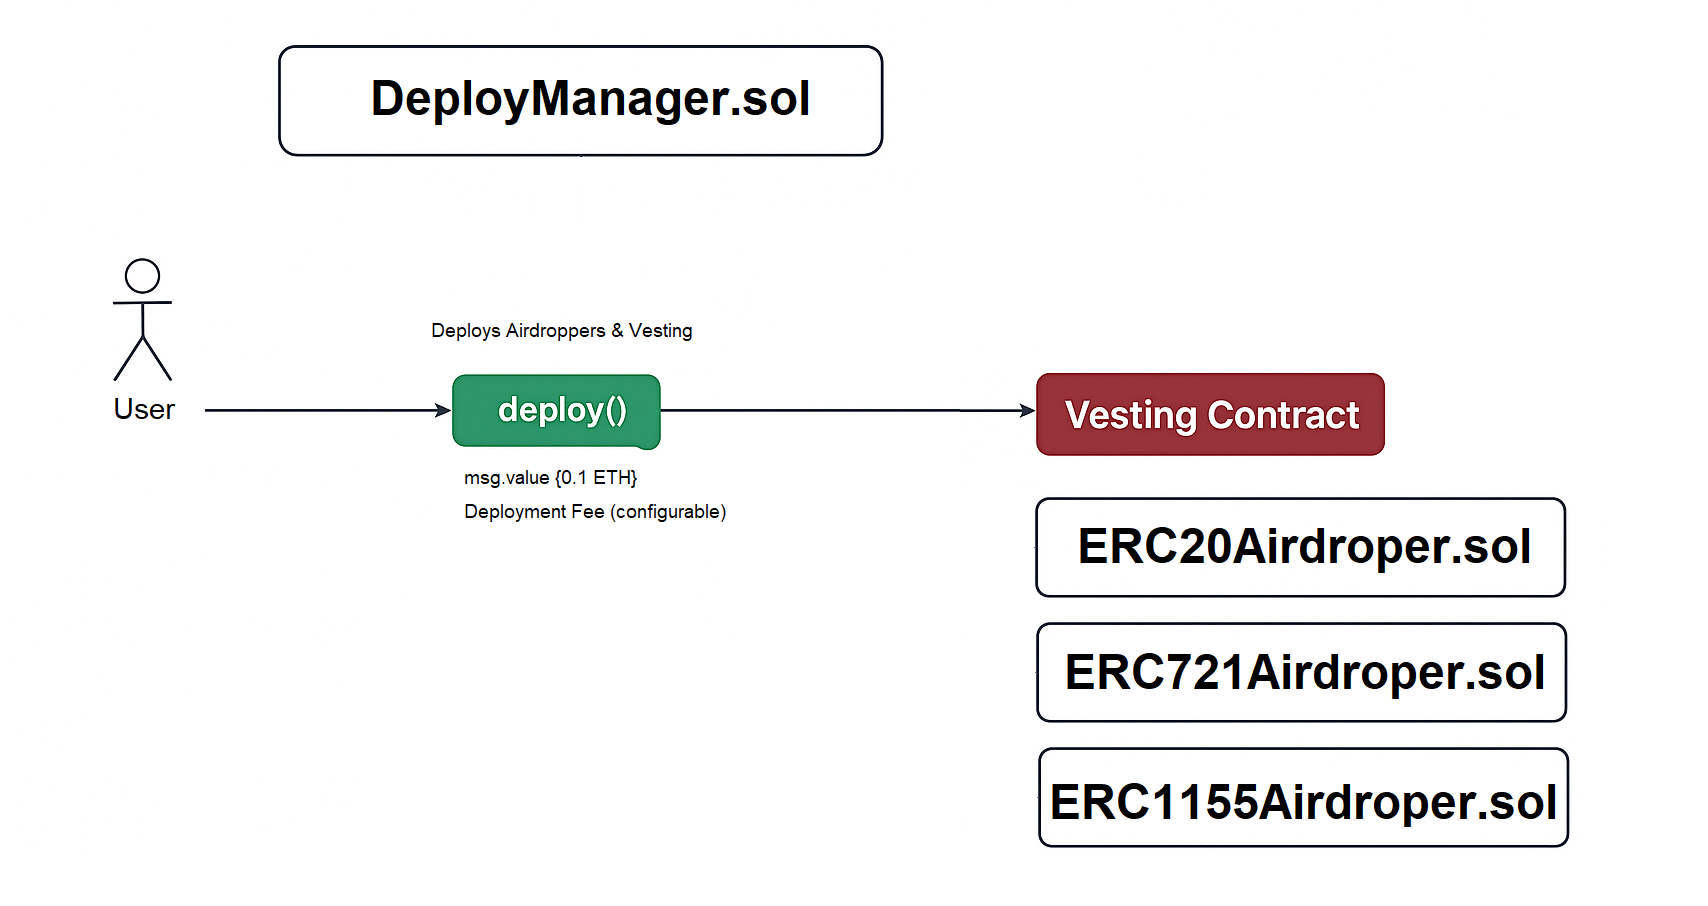 DeployManager.sol
Deploys Airdroppers & Vesting
User
deploy()
Vesting Contract
msg.value {0.1 ETH}
Deployment Fee (configurable)
ERC20Airdroper.sol
ERC721Airdroper.sol
ERC1155Airdroper.sol